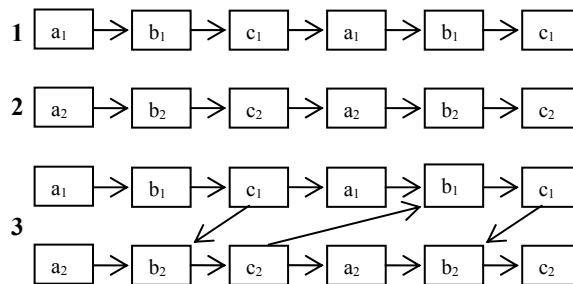 1 a₁ b₁ c₁ a₁ b₁ c₁
2 a₂ b₂ c₂ a₂ b₂ c₂
a₁ b₁ c₁ a₁ b₁ c₁
3
a₂ b₂ c₂ a₂ b₂ c₂